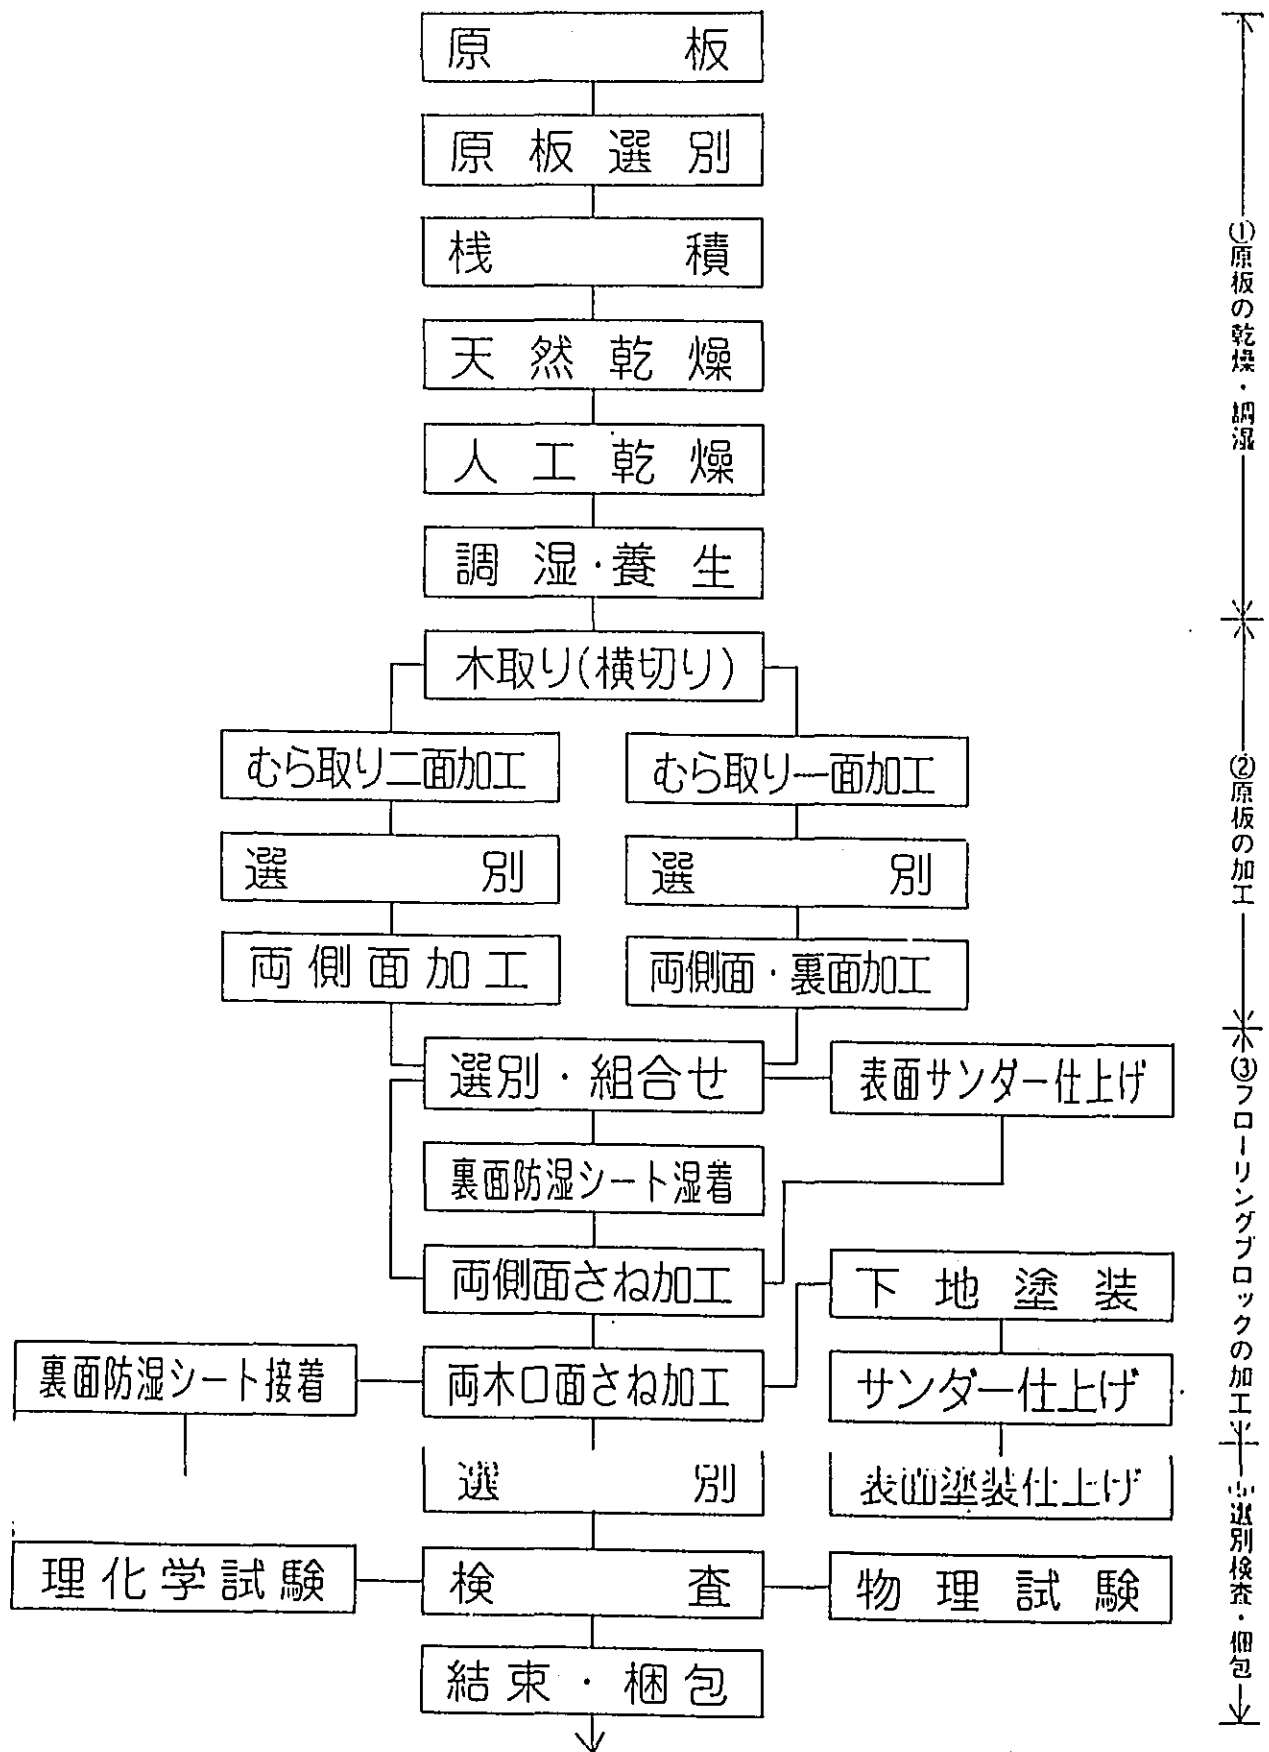 原板
原板選別
桟積
天然乾燥
人工乾燥
調湿・養生
木取り(横切り)
むら取り二面加工
むら取り一面加工
選別
選別
両側面加工
両側面・裏面加工
選別・組合せ
表面サンダー仕上げ
裏面防湿シート湿着
両側面さね加工
下地塗装
裏面防湿シート接着
両木口面さね加工
サンダー仕上げ
選別
表面塗装仕上げ
理化学試験
検査
物理試験
結束・梱包
①原板の乾燥・調湿
②原板の加工
③フローリングブロックの加工
選別検査・梱包